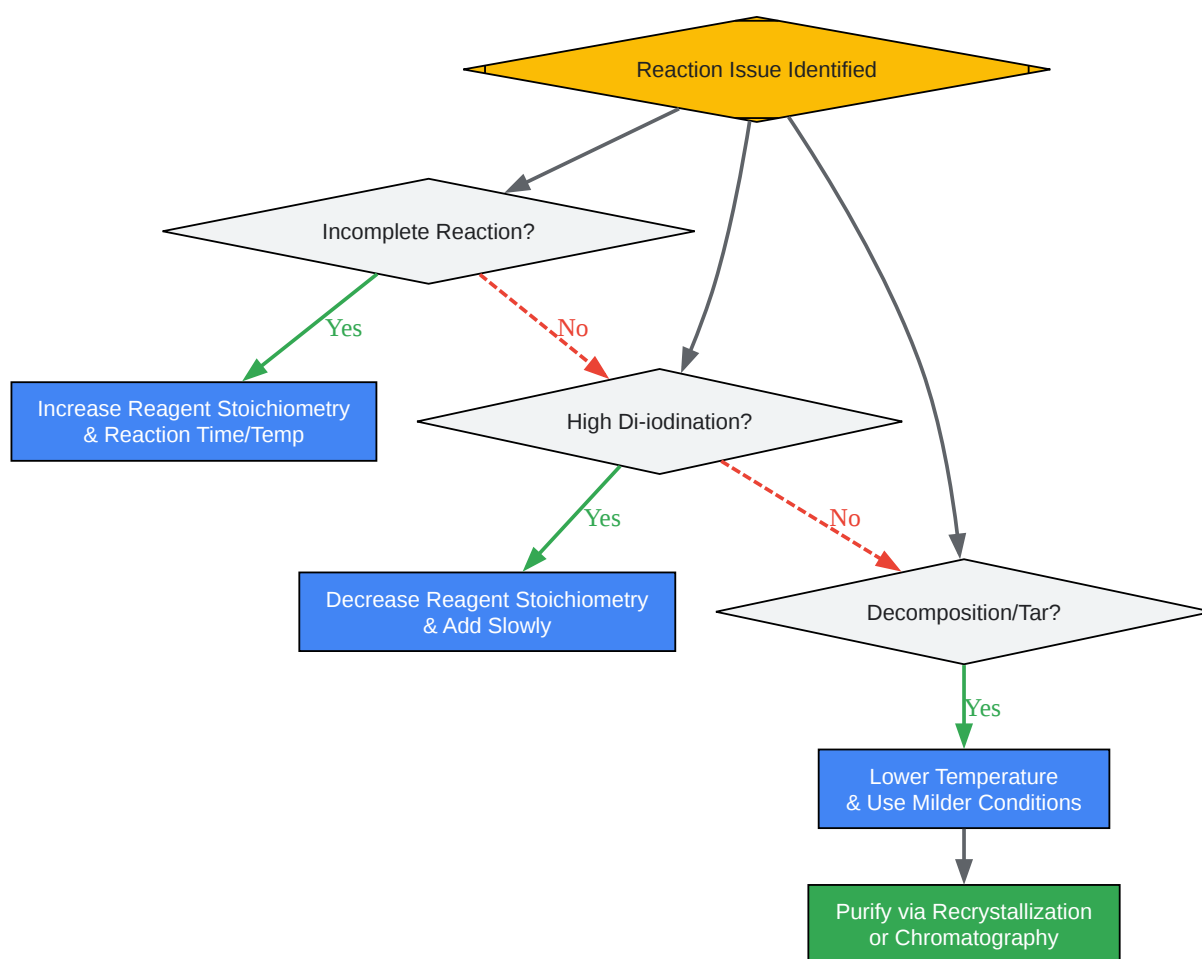 Reaction Issue Identified
Incomplete Reaction?
Yes
No
Increase Reagent Stoichiometry
& Reaction Time/Temp
High Di-iodination?
Yes
No
Decrease Reagent Stoichiometry
& Add Slowly
Decomposition/Tar?
Yes
Lower Temperature
& Use Milder Conditions
Purify via Recrystallization
or Chromatography